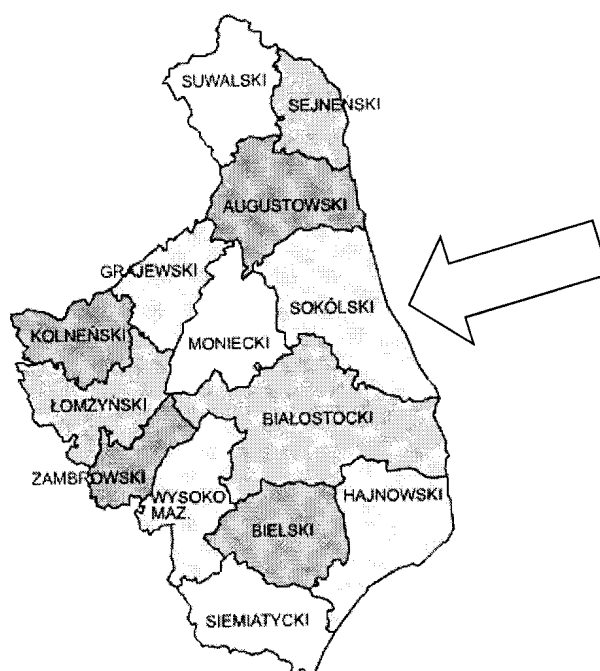 SUWALSKI
SEJNEŃSKI
AUGUSTOWSKI
GRAJEWSKI
SOKÓLSKI
KOLNEŃSKI
MONIECKI
ŁOMŻYŃSKI
BIAŁOSTOCKI
ZAMBROWSKI
WYSOKO
MAZ.
HAJNOWSKI
BIELSKI
SIEMIATYCKI